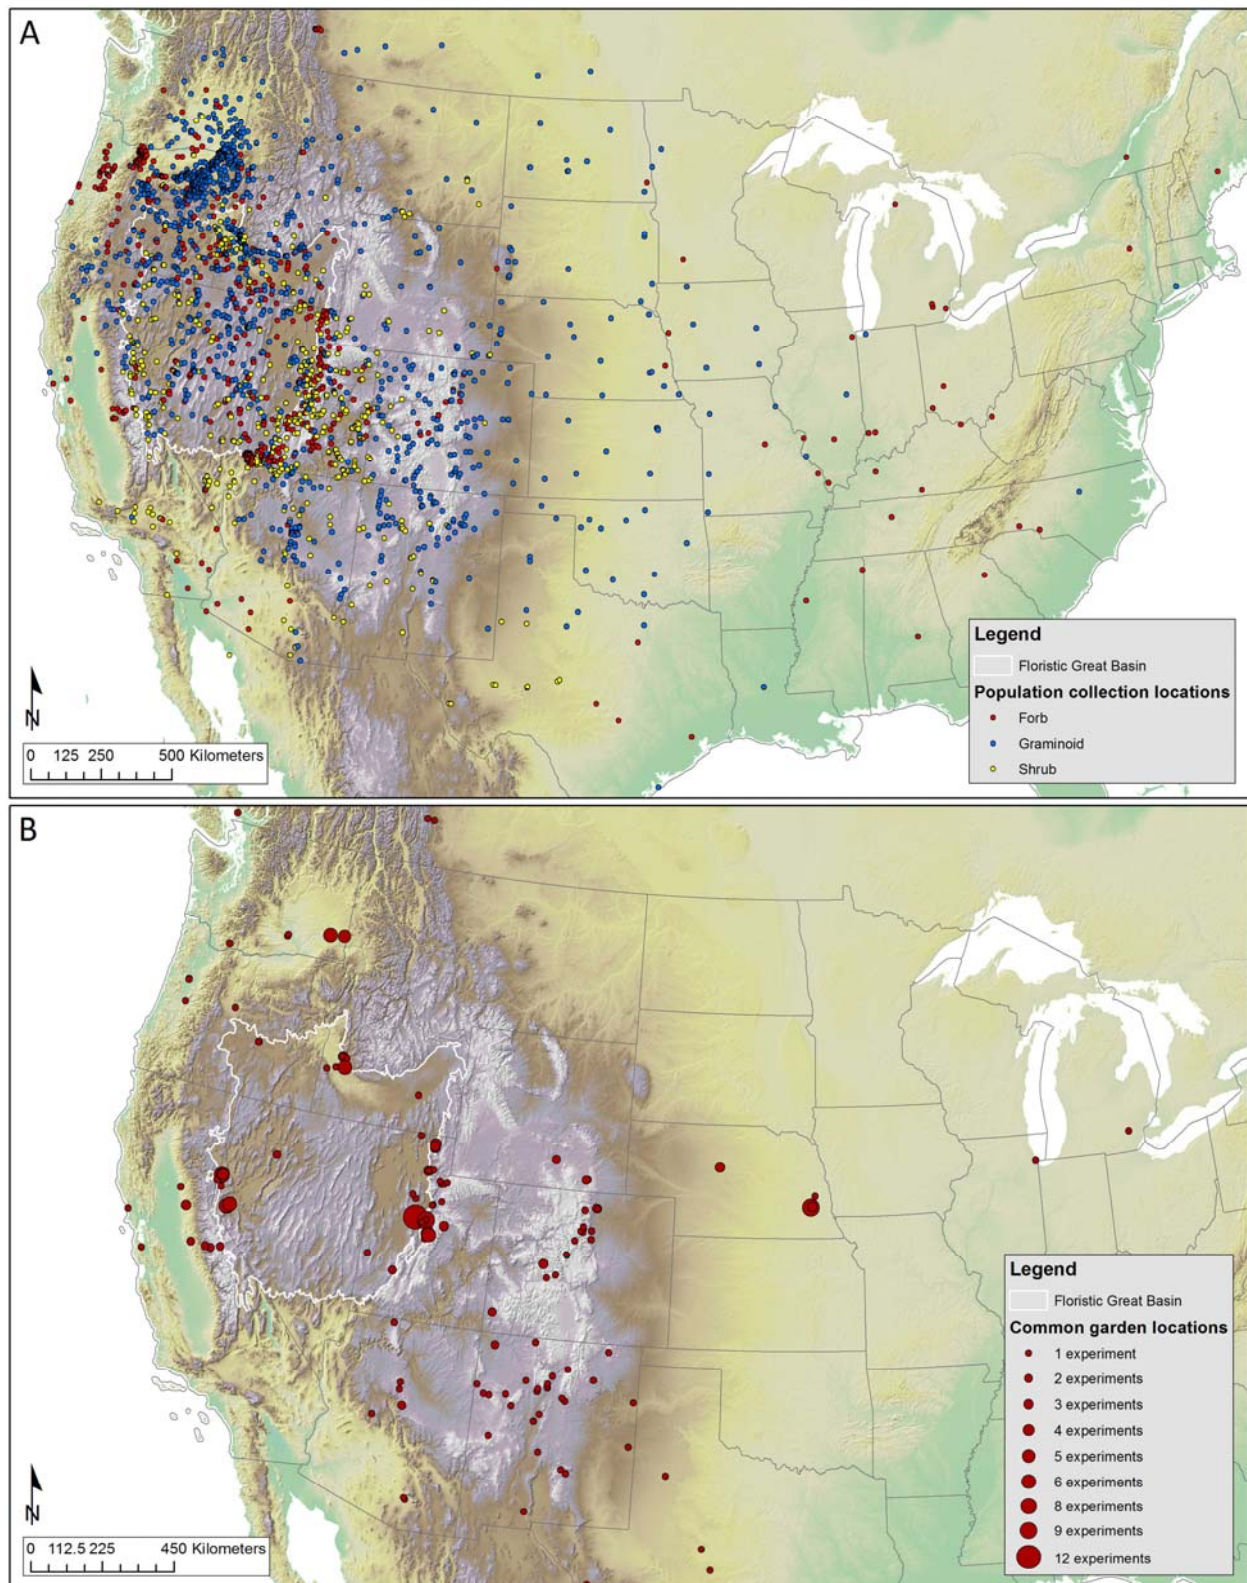 A
Legend
Floristic Great Basin
Population collection locations
Forb
Graminoid
Shrub
N
0 125 250 500 Kilometers
B
Legend
Floristic Great Basin
Common garden locations
1 experiment
2 experiments
3 experiments
4 experiments
5 experiments
6 experiments
8 experiments
9 experiments
12 experiments
N
0 112.5 225 450 Kilometers